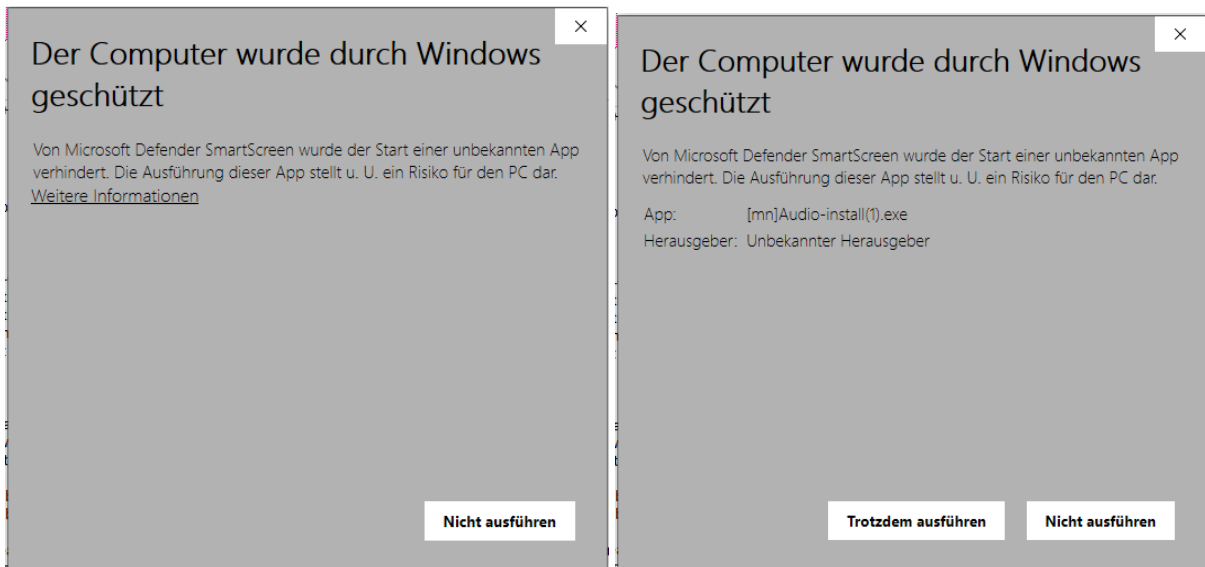 Der Computer wurde durch Windows
geschützt
Von Microsoft Defender SmartScreen wurde der Start einer unbekannten App
verhindert. Die Ausführung dieser App stellt u. U. ein Risiko für den PC dar.
Weitere Informationen
Nicht ausführen
Der Computer wurde durch Windows
geschützt
Von Microsoft Defender SmartScreen wurde der Start einer unbekannten App
verhindert. Die Ausführung dieser App stellt u. U. ein Risiko für den PC dar.
App: [mn]Audio-install(1).exe
Herausgeber: Unbekannter Herausgeber
Trotzdem ausführen Nicht ausführen